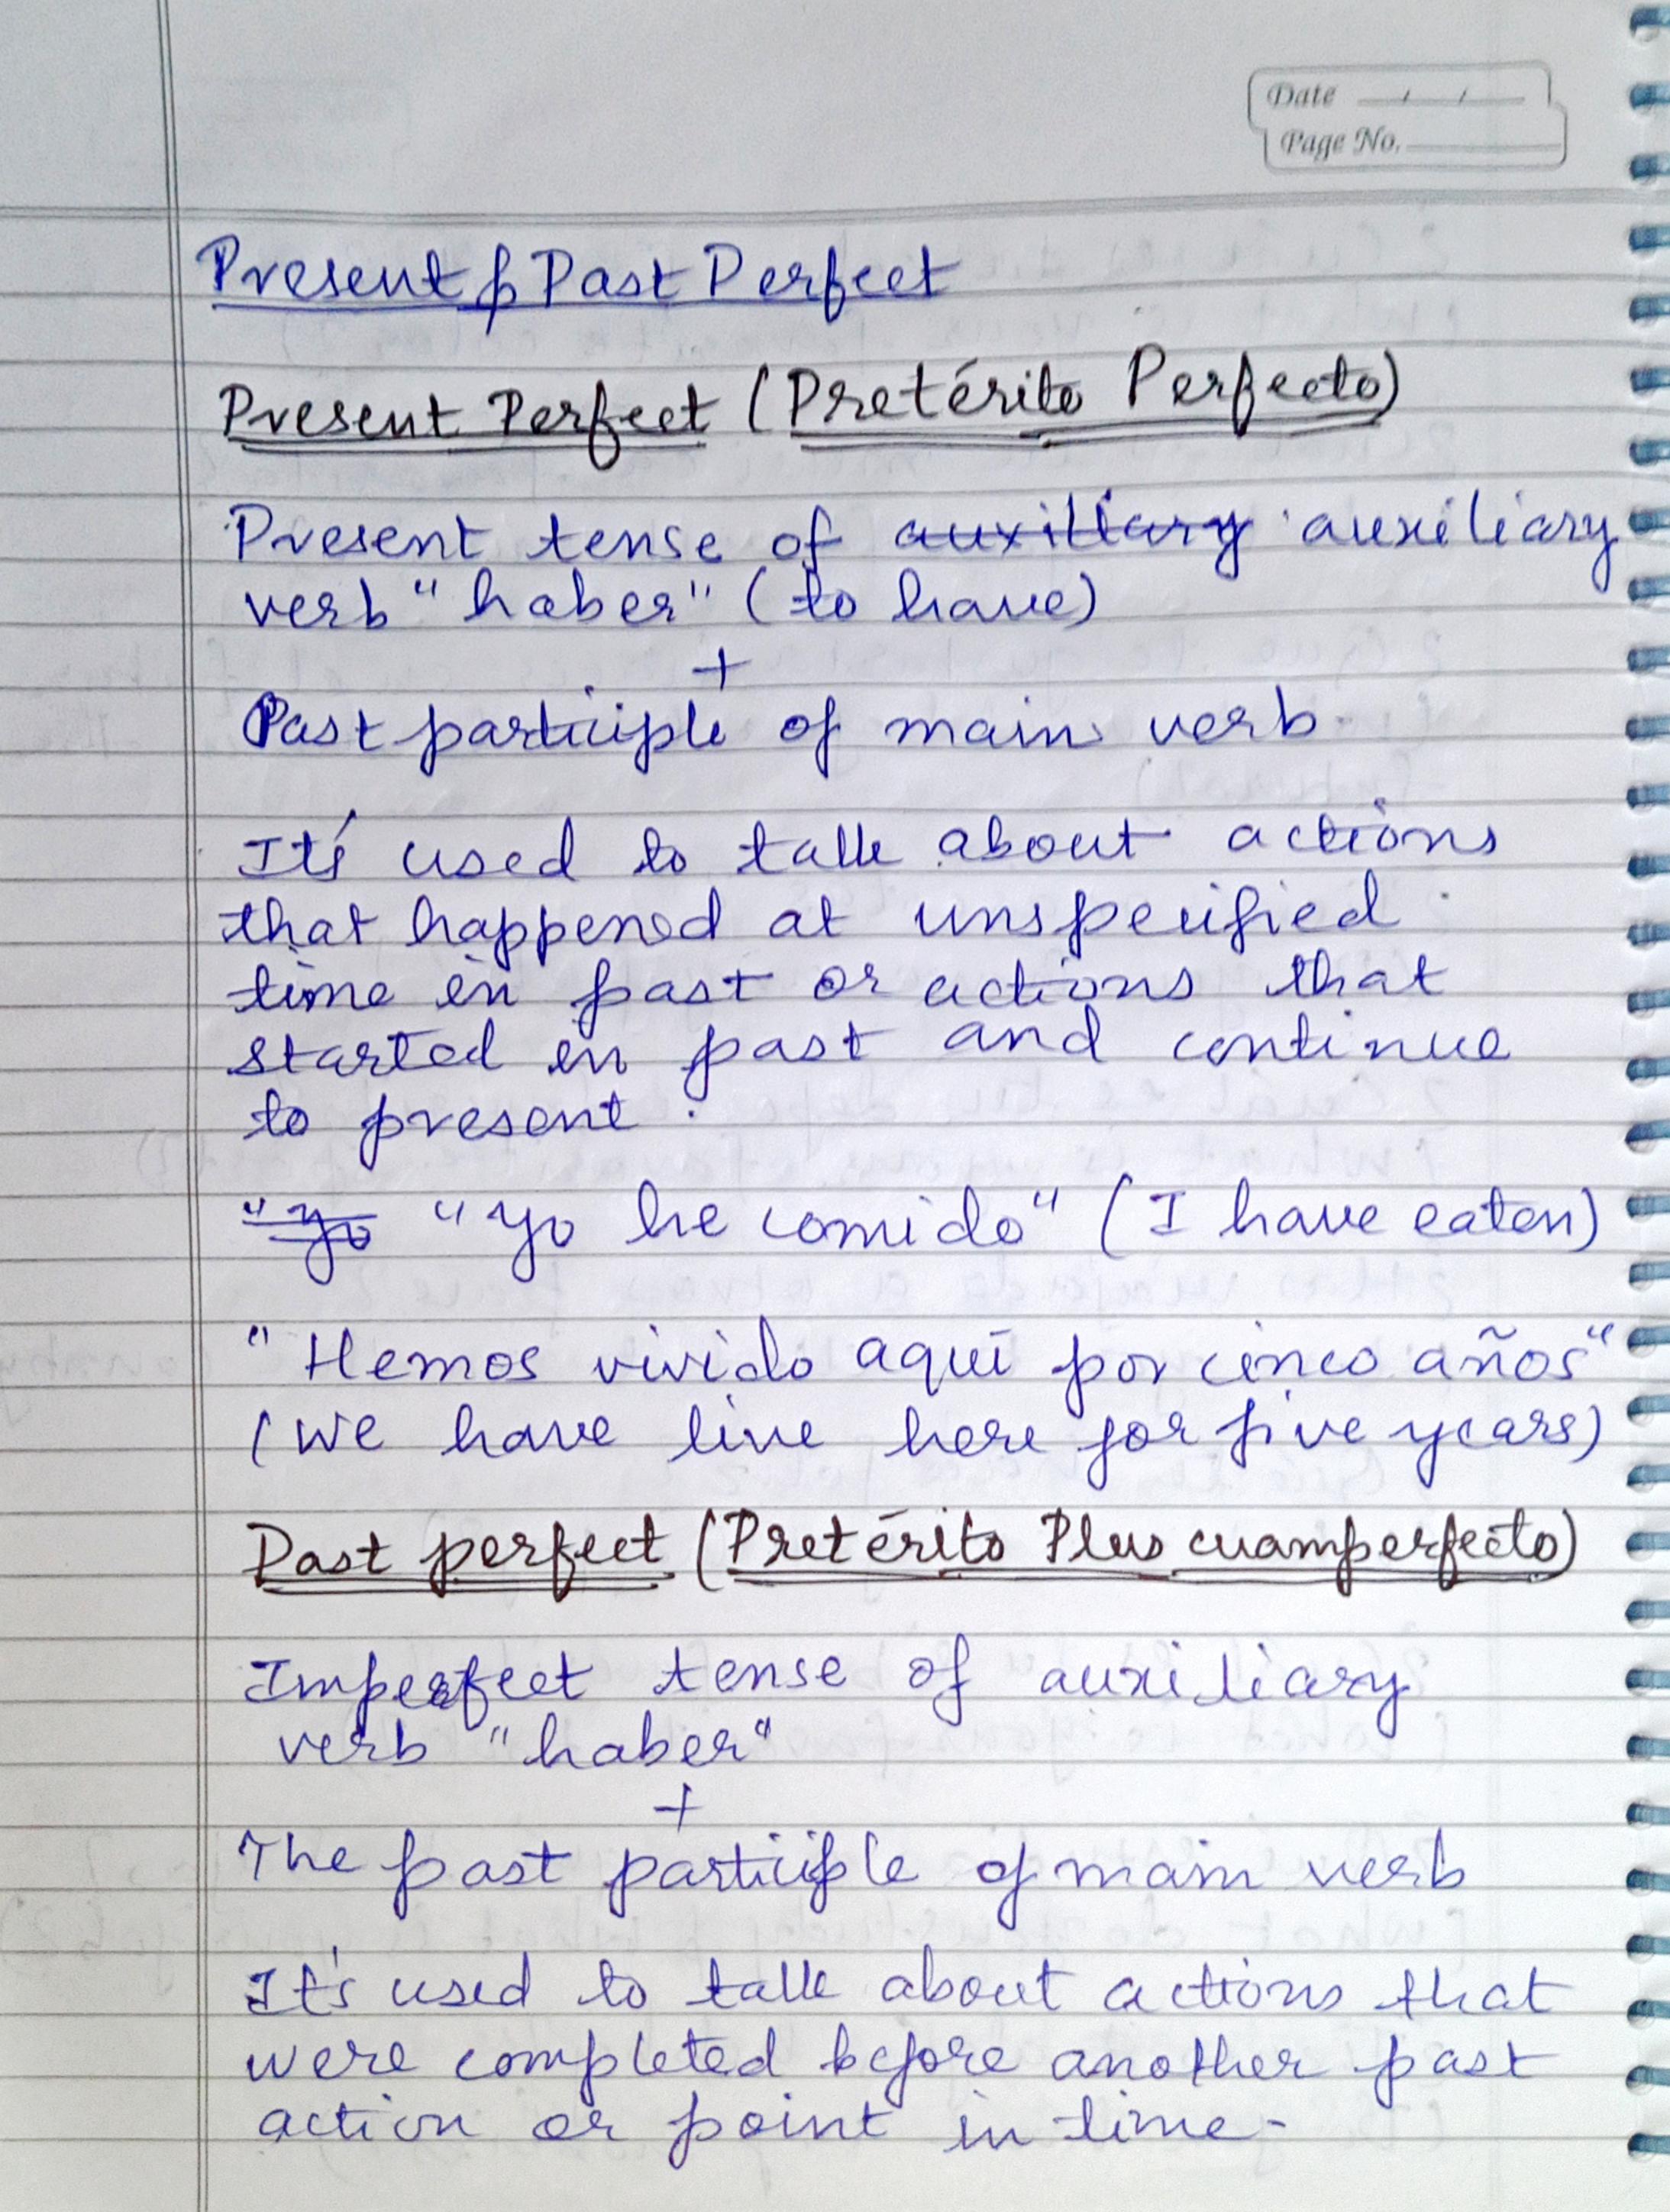 Date / /
Page No.
Present & Past Perfect
Present Perfect (Pretérito Perfecto)
Present tense of auxillary auxiliary
verb "haber" (to have)
+
Past participle of main verb.
It's used to talk about actions
that happened at unspecified
time in past or actions that
started in past and continue
to present.
"Yo "Yo he comido" (I have eaten)
"Hemos vivido aquí por cinco años"
(We have live here for five years)
Past perfect (Pretérito Plus cuamperfecto)
Imperfect tense of auxiliary
verb "haber"
+
The past participle of main verb
It's used to talk about actions that
were completed before another past
action or point in time.